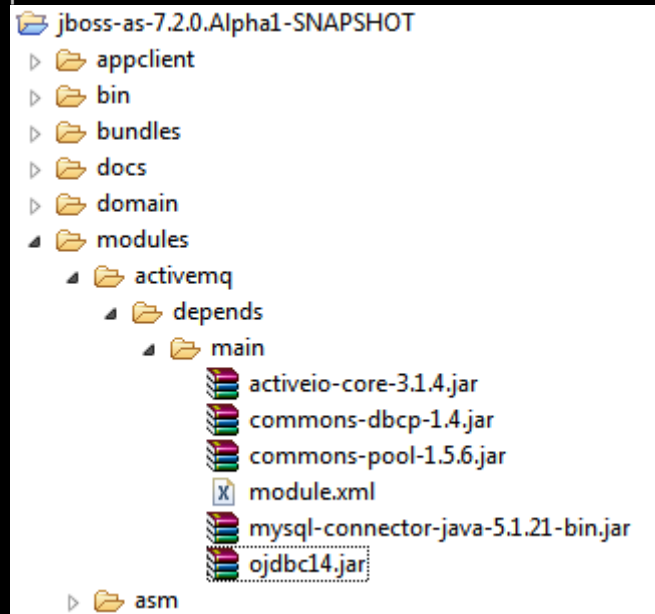 jboss-as-7.2.0.Alpha1-SNAPSHOT
appclient
bin
bundles
docs
domain
modules
activemq
depends
main
activeio-core-3.1.4.jar
commons-dbcp-1.4.jar
commons-pool-1.5.6.jar
module.xml
mysql-connector-java-5.1.21-bin.jar
ojdbc14.jar
asm